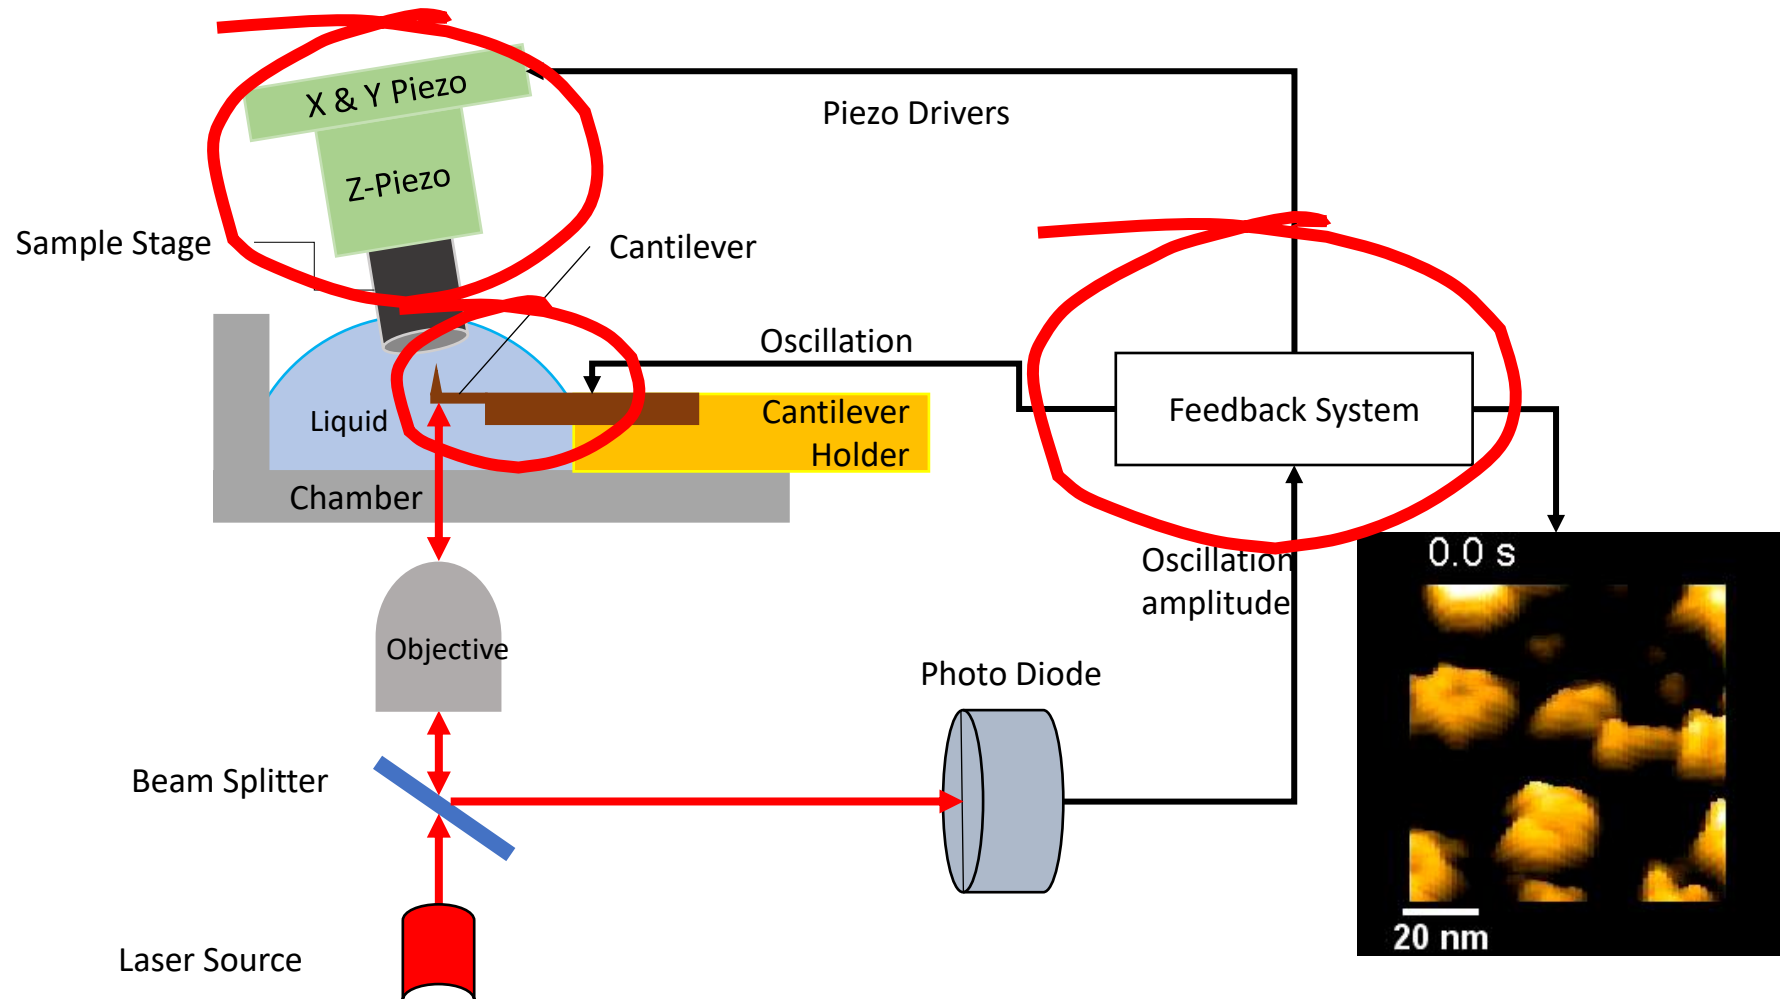 X & Y Piezo
Piezo Drivers
Z-Piezo
Sample Stage
Cantilever
Oscillation
Cantilever
Holder
Feedback System
Liquid
Chamber
Oscillation
amplitude
0.0 s
Objective
Photo Diode
Beam Splitter
20 nm
Laser Source